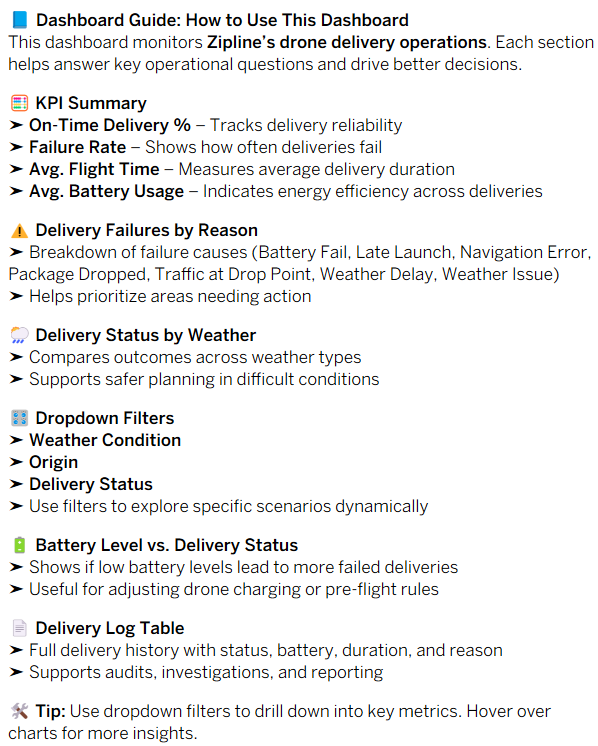 📘 Dashboard Guide: How to Use This Dashboard
This dashboard monitors Zipline’s drone delivery operations. Each section
helps answer key operational questions and drive better decisions.
🧮 KPI Summary
➤ On-Time Delivery % – Tracks delivery reliability
➤ Failure Rate – Shows how often deliveries fail
➤ Avg. Flight Time – Measures average delivery duration
➤ Avg. Battery Usage – Indicates energy efficiency across deliveries
⚠️ Delivery Failures by Reason
➤ Breakdown of failure causes (Battery Fail, Late Launch, Navigation Error,
Package Dropped, Traffic at Drop Point, Weather Delay, Weather Issue)
➤ Helps prioritize areas needing action
⛈️ Delivery Status by Weather
➤ Compares outcomes across weather types
➤ Supports safer planning in difficult conditions
🎛️ Dropdown Filters
➤ Weather Condition
➤ Origin
➤ Delivery Status
➤ Use filters to explore specific scenarios dynamically
🔋 Battery Level vs. Delivery Status
➤ Shows if low battery levels lead to more failed deliveries
➤ Useful for adjusting drone charging or pre-flight rules
📄 Delivery Log Table
➤ Full delivery history with status, battery, duration, and reason
➤ Supports audits, investigations, and reporting
🛠️ Tip: Use dropdown filters to drill down into key metrics. Hover over
charts for more insights.